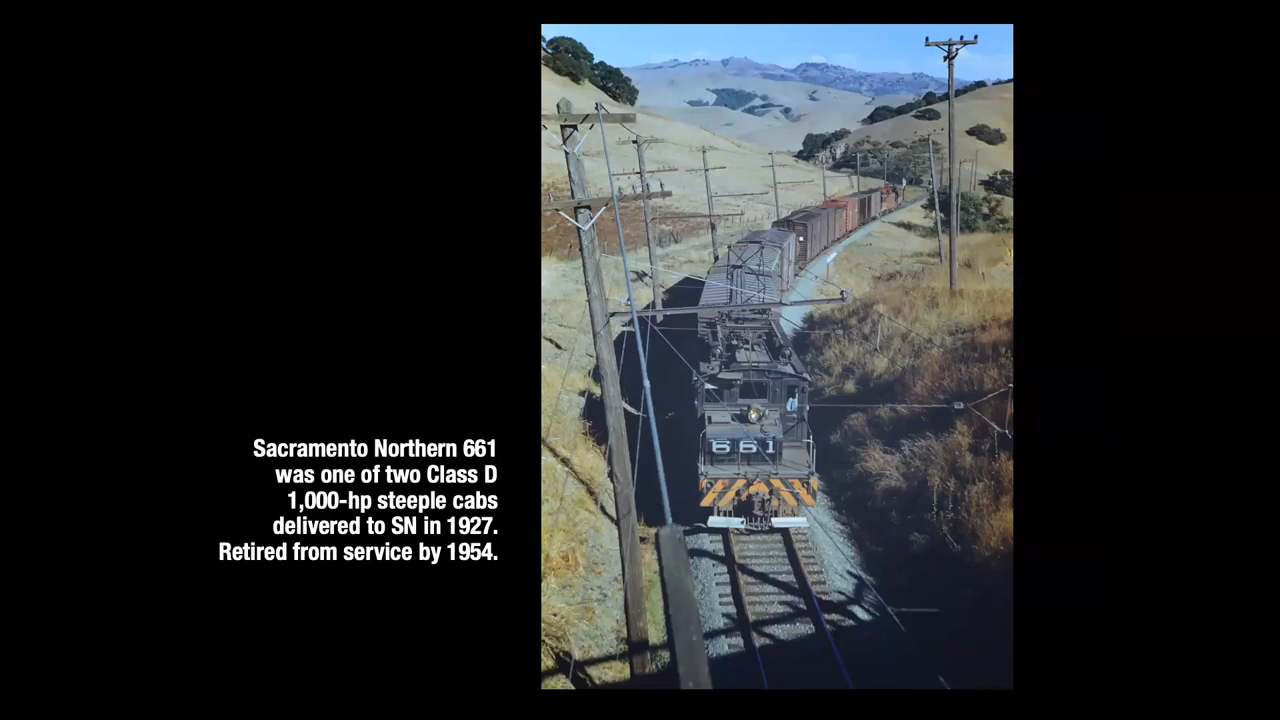 Sacramento Northern 661
was one of two Class D
1,000-hp steeple cabs
delivered to SN in 1927.
Retired from service by 1954.
661